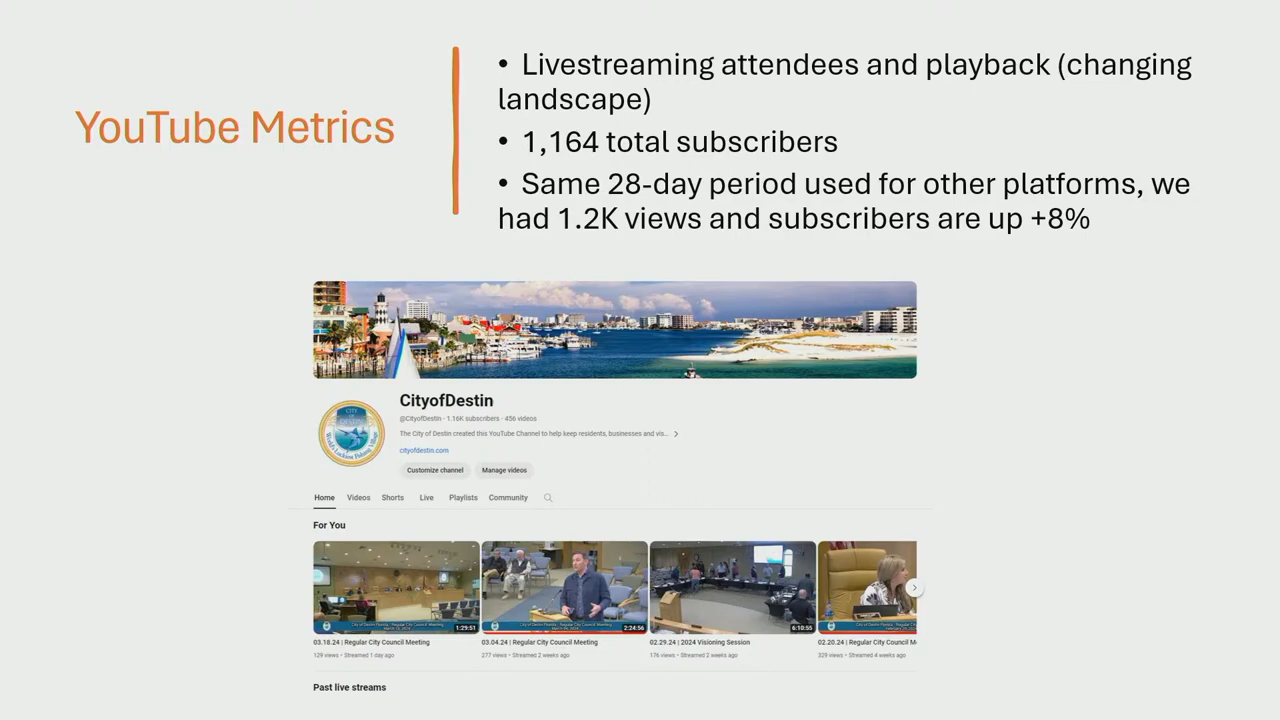 YouTube Metrics
• Livestreaming attendees and playback (changing
landscape)
• 1,164 total subscribers
• Same 28-day period used for other platforms, we
had 1.2K views and subscribers are up +8%
CityofDestin
@CityofDestin · 1.16K subscribers · 456 videos
The City of Destin created this YouTube Channel to help keep residents, businesses and vis...
cityofdestin.com
Customize channel Manage videos
Home Videos Shorts Live Playlists Community
For You
1:29:51 2:24:56 6:10:55
03.18.24 | Regular City Council Meeting
129 views • Streamed 1 day ago
03.04.24 | Regular City Council Meeting
277 views • Streamed 2 weeks ago
02.29.24 | 2024 Visioning Session
176 views • Streamed 2 weeks ago
02.20.24 | Regular City Council M
329 views • Streamed 4 weeks ago
Past live streams